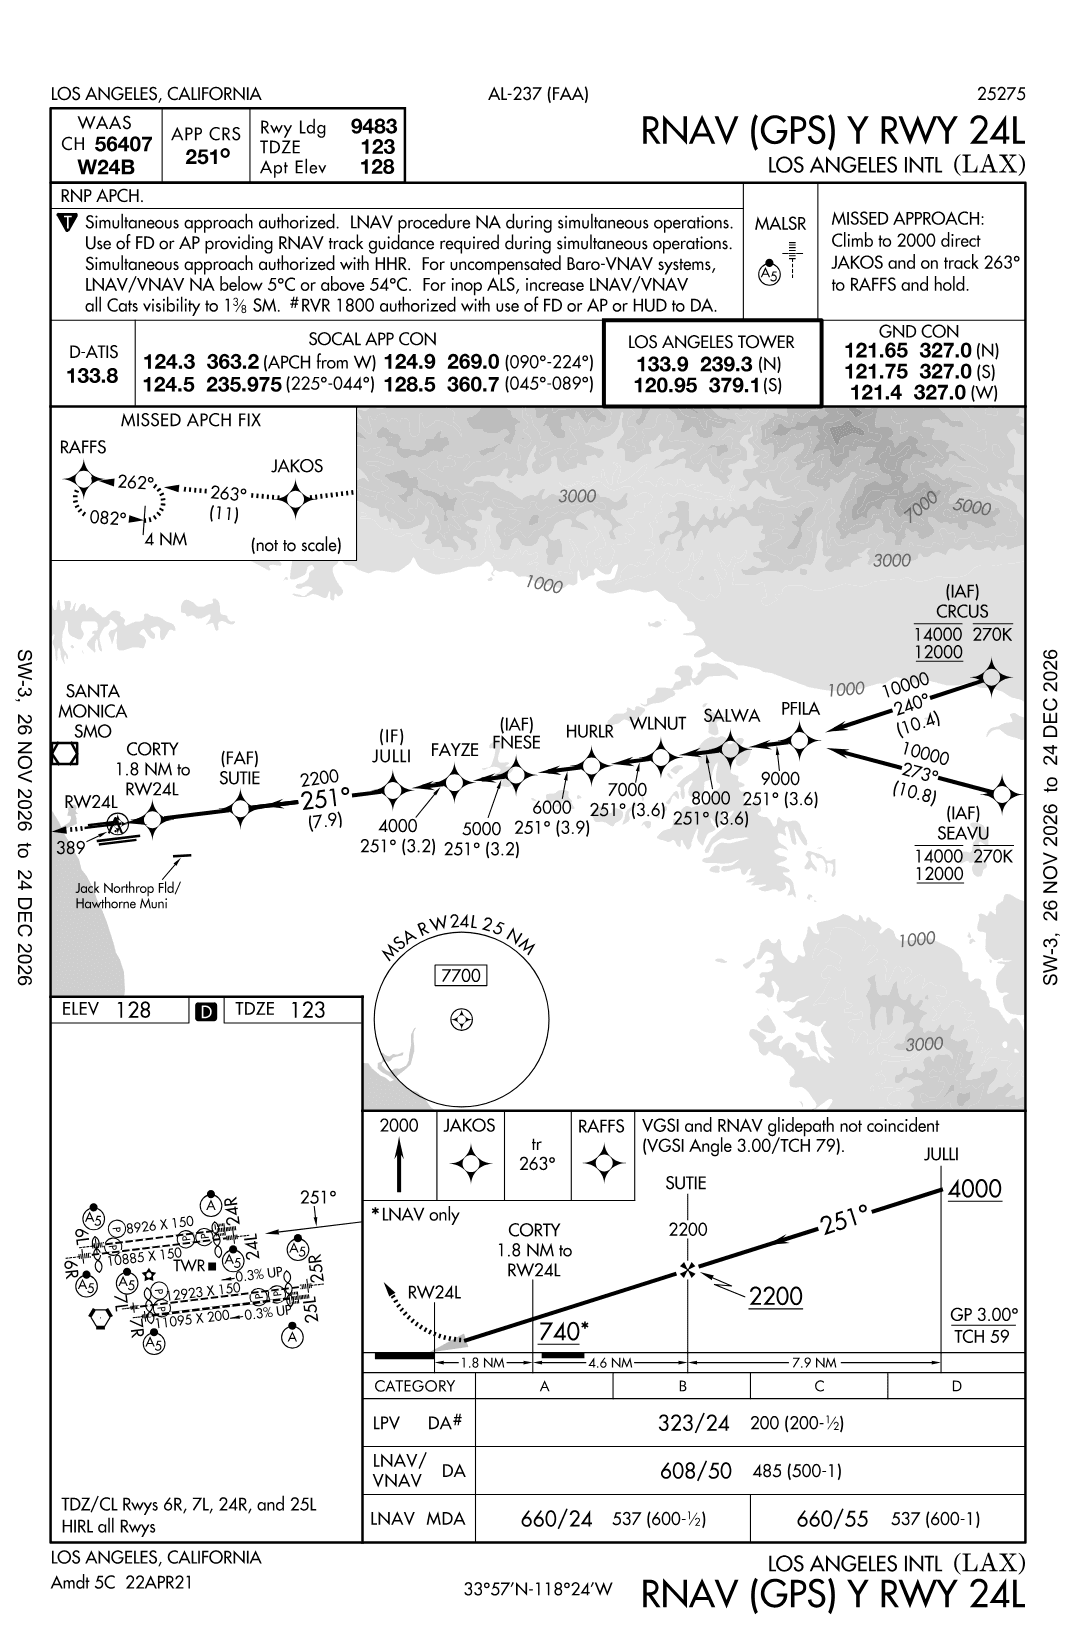 LOS ANGELES, CALIFORNIA
AL-237 (FAA)
25275
RNAV (GPS) Y RWY 24L
LOS ANGELES INTL (LAX)
WAAS
CH 56407
W24B
APP CRS
251°
Rwy Ldg 9483
TDZE 123
Apt Elev 128
RNP APCH.
T
Simultaneous approach authorized. LNAV procedure NA during simultaneous operations.
Use of FD or AP providing RNAV track guidance required during simultaneous operations.
Simultaneous approach authorized with HHR. For uncompensated Baro-VNAV systems,
LNAV/VNAV NA below 5°C or above 54°C. For inop ALS, increase LNAV/VNAV
all Cats visibility to 1⅜ SM. #RVR 1800 authorized with use of FD or AP or HUD to DA.
MALSR
A5
MISSED APPROACH:
Climb to 2000 direct
JAKOS and on track 263°
to RAFFS and hold.
D-ATIS
133.8
SOCAL APP CON
124.3 363.2 (APCH from W) 124.9 269.0 (090°-224°)
124.5 235.975 (225°-044°) 128.5 360.7 (045°-089°)
LOS ANGELES TOWER
133.9 239.3 (N)
120.95 379.1 (S)
GND CON
121.65 327.0 (N)
121.75 327.0 (S)
121.4 327.0 (W)
MISSED APCH FIX
RAFFS
JAKOS
262°
263°
(11)
082°
4 NM
(not to scale)
3000
7000
5000
3000
1000
1000
1000
3000
(IAF)
CRCUS
14000 270K
12000
10000
240°
(10.4)
10000
273°
(10.8)
(IAF)
SEAVU
14000 270K
12000
PFILA
9000
251° (3.6)
SALWA
8000
251° (3.6)
WLNUT
7000
251° (3.6)
HURLR
6000
251° (3.9)
(IAF)
FNESE
5000
251° (3.2)
FAYZE
4000
251° (3.2)
(IF)
JULLI
2200
251°
(7.9)
(FAF)
SUTIE
CORTY
1.8 NM to
RW24L
RW24L
389
SANTA
MONICA
SMO
Jack Northrop Fld/
Hawthorne Muni
MSA RW24L 25 NM
7700
SW-3, 26 NOV 2026 to 24 DEC 2026
SW-3, 26 NOV 2026 to 24 DEC 2026
ELEV 128
D
TDZE 123
251°
A
A5
P
8926 X 150
24R
6L
10885 X 150
24L
6R
A5
A5
A5
A5
A5
TWR
0.3% UP
12923 X 150
25R
7L
11095 X 200
0.3% UP
25L
7R
A5
A
TDZ/CL Rwys 6R, 7L, 24R, and 25L
HIRL all Rwys
2000
JAKOS
tr
263°
RAFFS
VGSI and RNAV glidepath not coincident
(VGSI Angle 3.00/TCH 79).
*LNAV only
JULLI
4000
251°
SUTIE
2200
2200
CORTY
1.8 NM to
RW24L
RW24L
740*
GP 3.00°
TCH 59
1.8 NM
4.6 NM
7.9 NM
CATEGORY A B C D
LPV DA# 323/24 200 (200-½)
LNAV/
VNAV DA 608/50 485 (500-1)
LNAV MDA 660/24 537 (600-½) 660/55 537 (600-1)
LOS ANGELES, CALIFORNIA
Amdt 5C 22APR21
33°57'N-118°24'W
LOS ANGELES INTL (LAX)
RNAV (GPS) Y RWY 24L